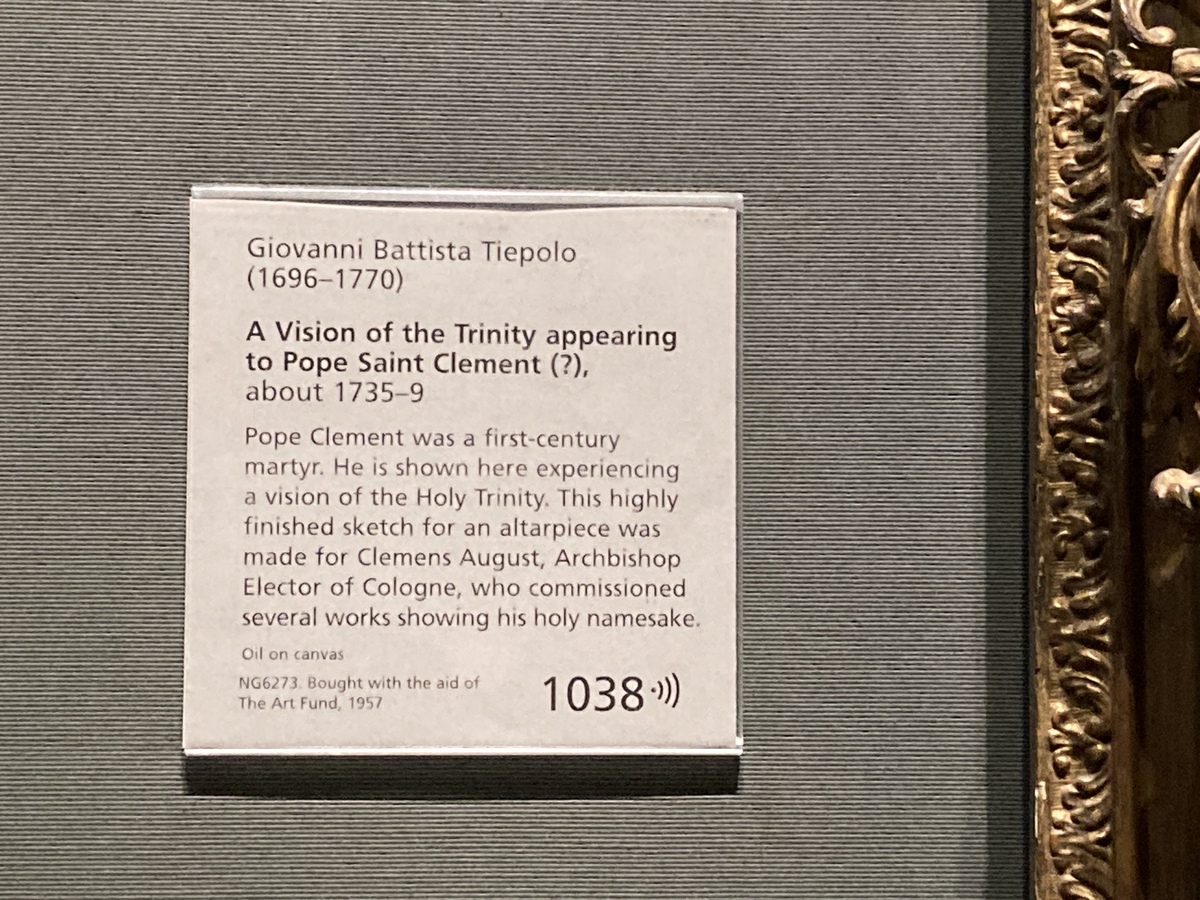 Giovanni Battista Tiepolo
(1696–1770)
A Vision of the Trinity appearing
to Pope Saint Clement (?),
about 1735–9
Pope Clement was a first-century
martyr. He is shown here experiencing
a vision of the Holy Trinity. This highly
finished sketch for an altarpiece was
made for Clemens August, Archbishop
Elector of Cologne, who commissioned
several works showing his holy namesake.
Oil on canvas
NG6273. Bought with the aid of
The Art Fund, 1957
1038